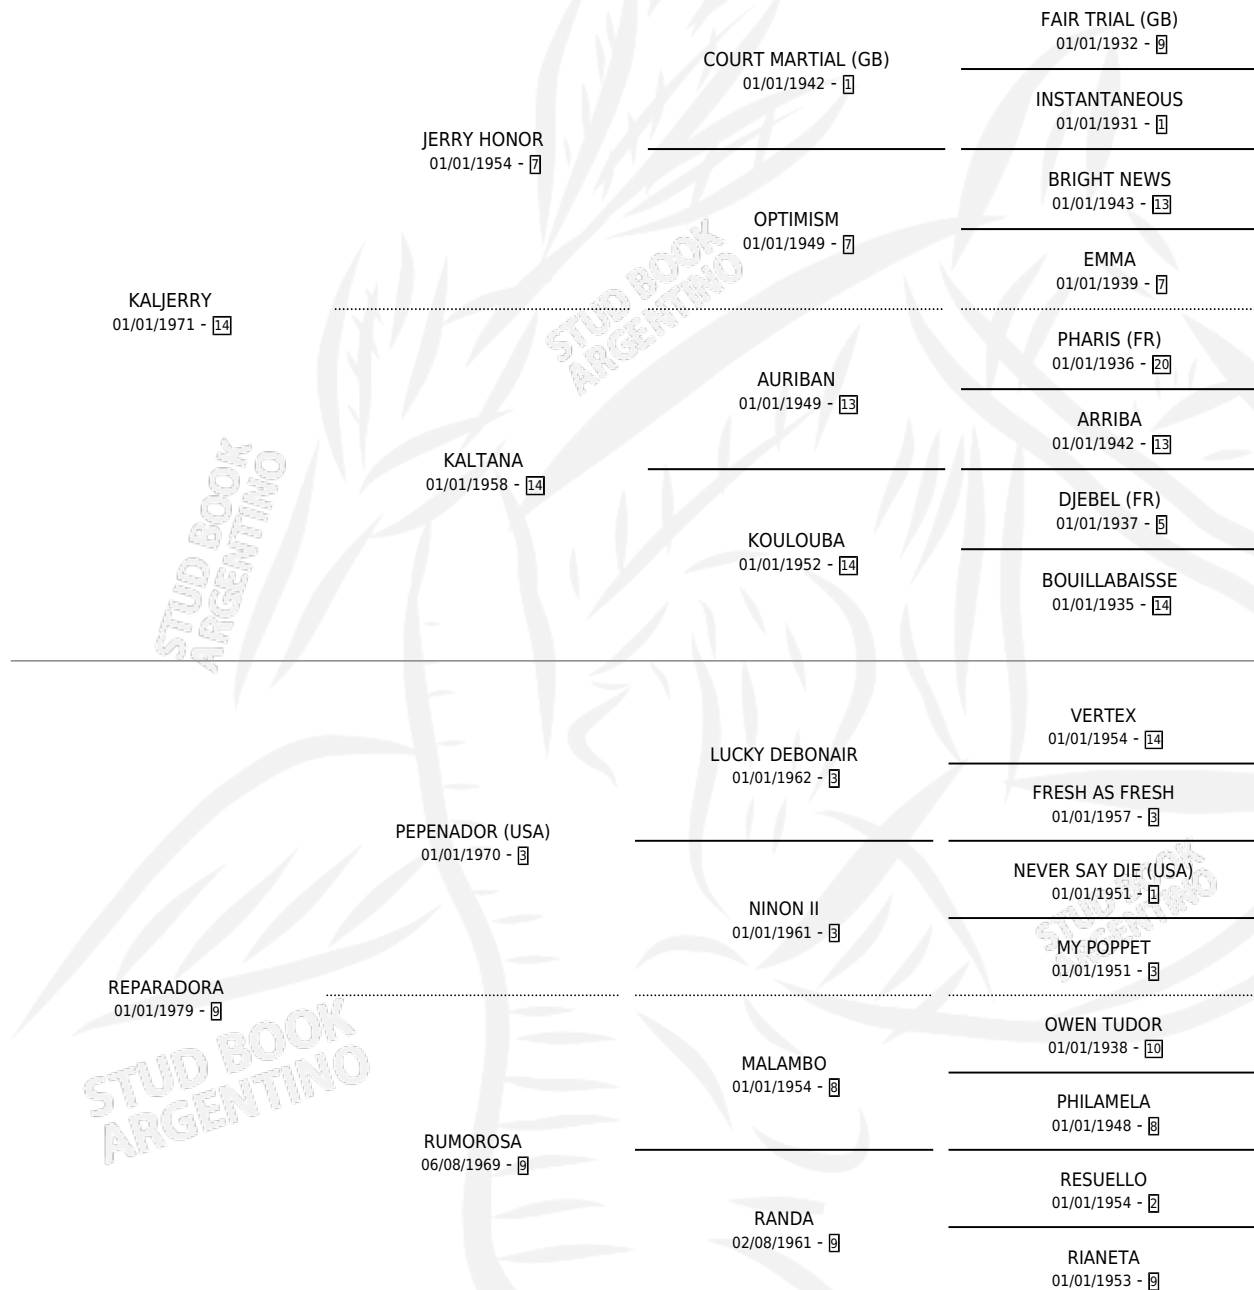 FAIR TRIAL (GB)
01/01/1932 - 9
COURT MARTIAL (GB)
01/01/1942 - 1
INSTANTANEOUS
01/01/1931 - 1
JERRY HONOR
01/01/1954 - 7
BRIGHT NEWS
01/01/1943 - 13
OPTIMISM
01/01/1949 - 7
EMMA
01/01/1939 - 7
KALJERRY
01/01/1971 - 14
PHARIS (FR)
01/01/1936 - 20
AURIBAN
01/01/1949 - 13
ARRIBA
01/01/1942 - 13
KALTANA
01/01/1958 - 14
DJEBEL (FR)
01/01/1937 - 5
KOULOUBA
01/01/1952 - 14
BOUILLABAISSE
01/01/1935 - 14
VERTEX
01/01/1954 - 14
LUCKY DEBONAIR
01/01/1962 - 3
FRESH AS FRESH
01/01/1957 - 3
PEPENADOR (USA)
01/01/1970 - 3
NEVER SAY DIE (USA)
01/01/1951 - 1
NINON II
01/01/1961 - 3
MY POPPET
01/01/1951 - 3
REPARADORA
01/01/1979 - 9
OWEN TUDOR
01/01/1938 - 10
MALAMBO
01/01/1954 - 8
PHILAMELA
01/01/1948 - 8
RUMOROSA
06/08/1969 - 9
RESUELLO
01/01/1954 - 2
RANDA
02/08/1961 - 9
RIANETA
01/01/1953 - 9
STUD BOOK
ARGENTINO
STUD BOOK
ARGENTINO
STUD BOOK
ARGENTINO
STUD BOOK
ARGENTINO